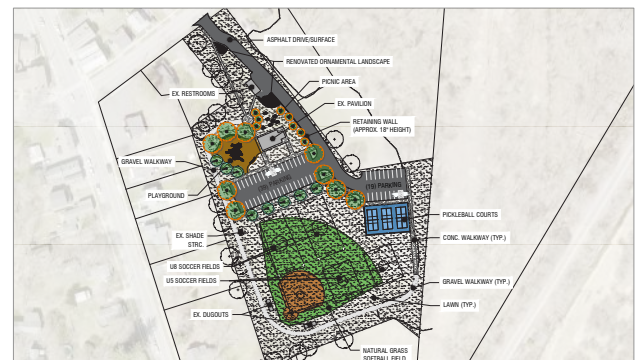 ASPHALT DRIVE/SURFACE
RENOVATED ORNAMENTAL LANDSCAPE
PICNIC AREA
EX. RESTROOMS
EX. PAVILION
RETAINING WALL
(APPROX. 18" HEIGHT)
GRAVEL WALKWAY
PLAYGROUND
PARKING
(19) PARKING
PICKLEBALL COURTS
EX. SHADE
STRC.
CONC. WALKWAY (TYP.)
U8 SOCCER FIELDS
U5 SOCCER FIELDS
GRAVEL WALKWAY (TYP.)
LAWN (TYP.)
EX. DUGOUTS
NATURAL GRASS
SOFTBALL FIELD